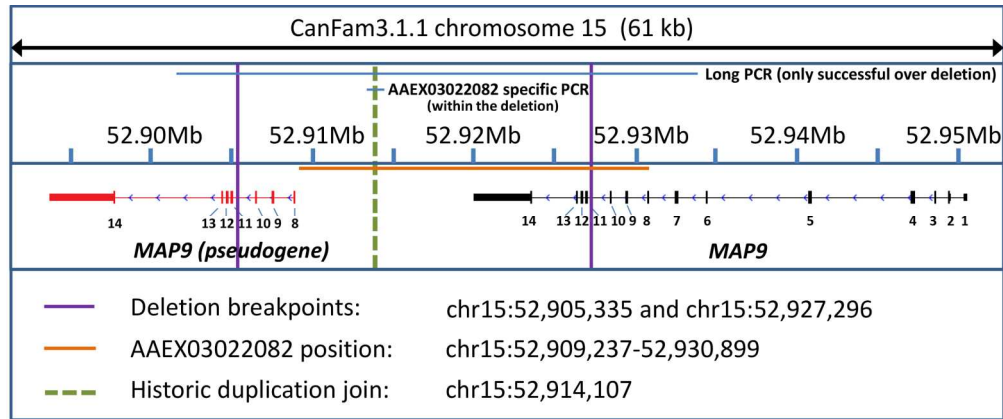 CanFam3.1.1 chromosome 15 (61 kb)
Long PCR (only successful over deletion)
AAEX03022082 specific PCR
(within the deletion)
52.90Mb 52.91Mb 52.92Mb 52.93Mb 52.94Mb 52.95Mb
14 13 12 11 10 9 8 14 13 12 11 10 9 8 7 6 5 4 3 2 1
MAP9 (pseudogene) MAP9
Deletion breakpoints: chr15:52,905,335 and chr15:52,927,296
AAEX03022082 position: chr15:52,909,237-52,930,899
Historic duplication join: chr15:52,914,107